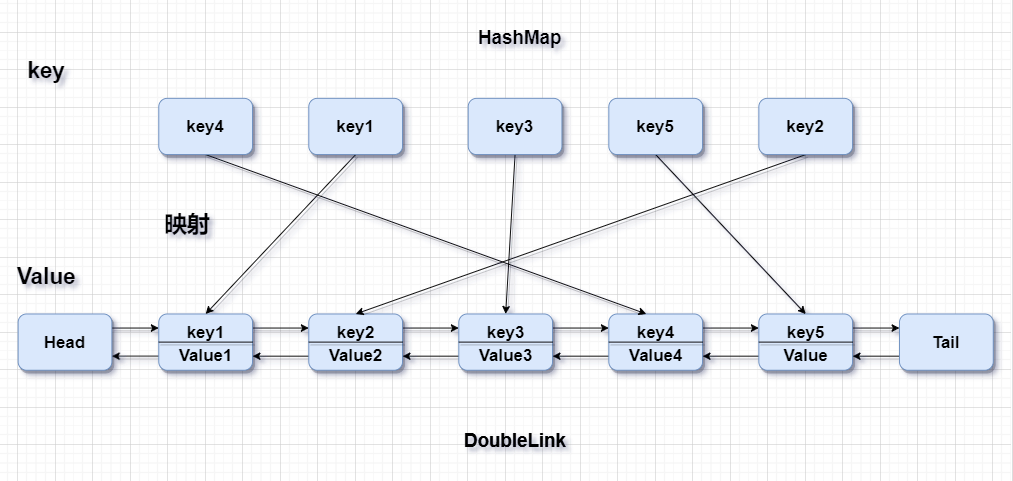 HashMap
key
key4
key1
key3
key5
key2
映射
Value
Head
key1
Value1
key2
Value2
key3
Value3
key4
Value4
key5
Value
Tail
DoubleLink